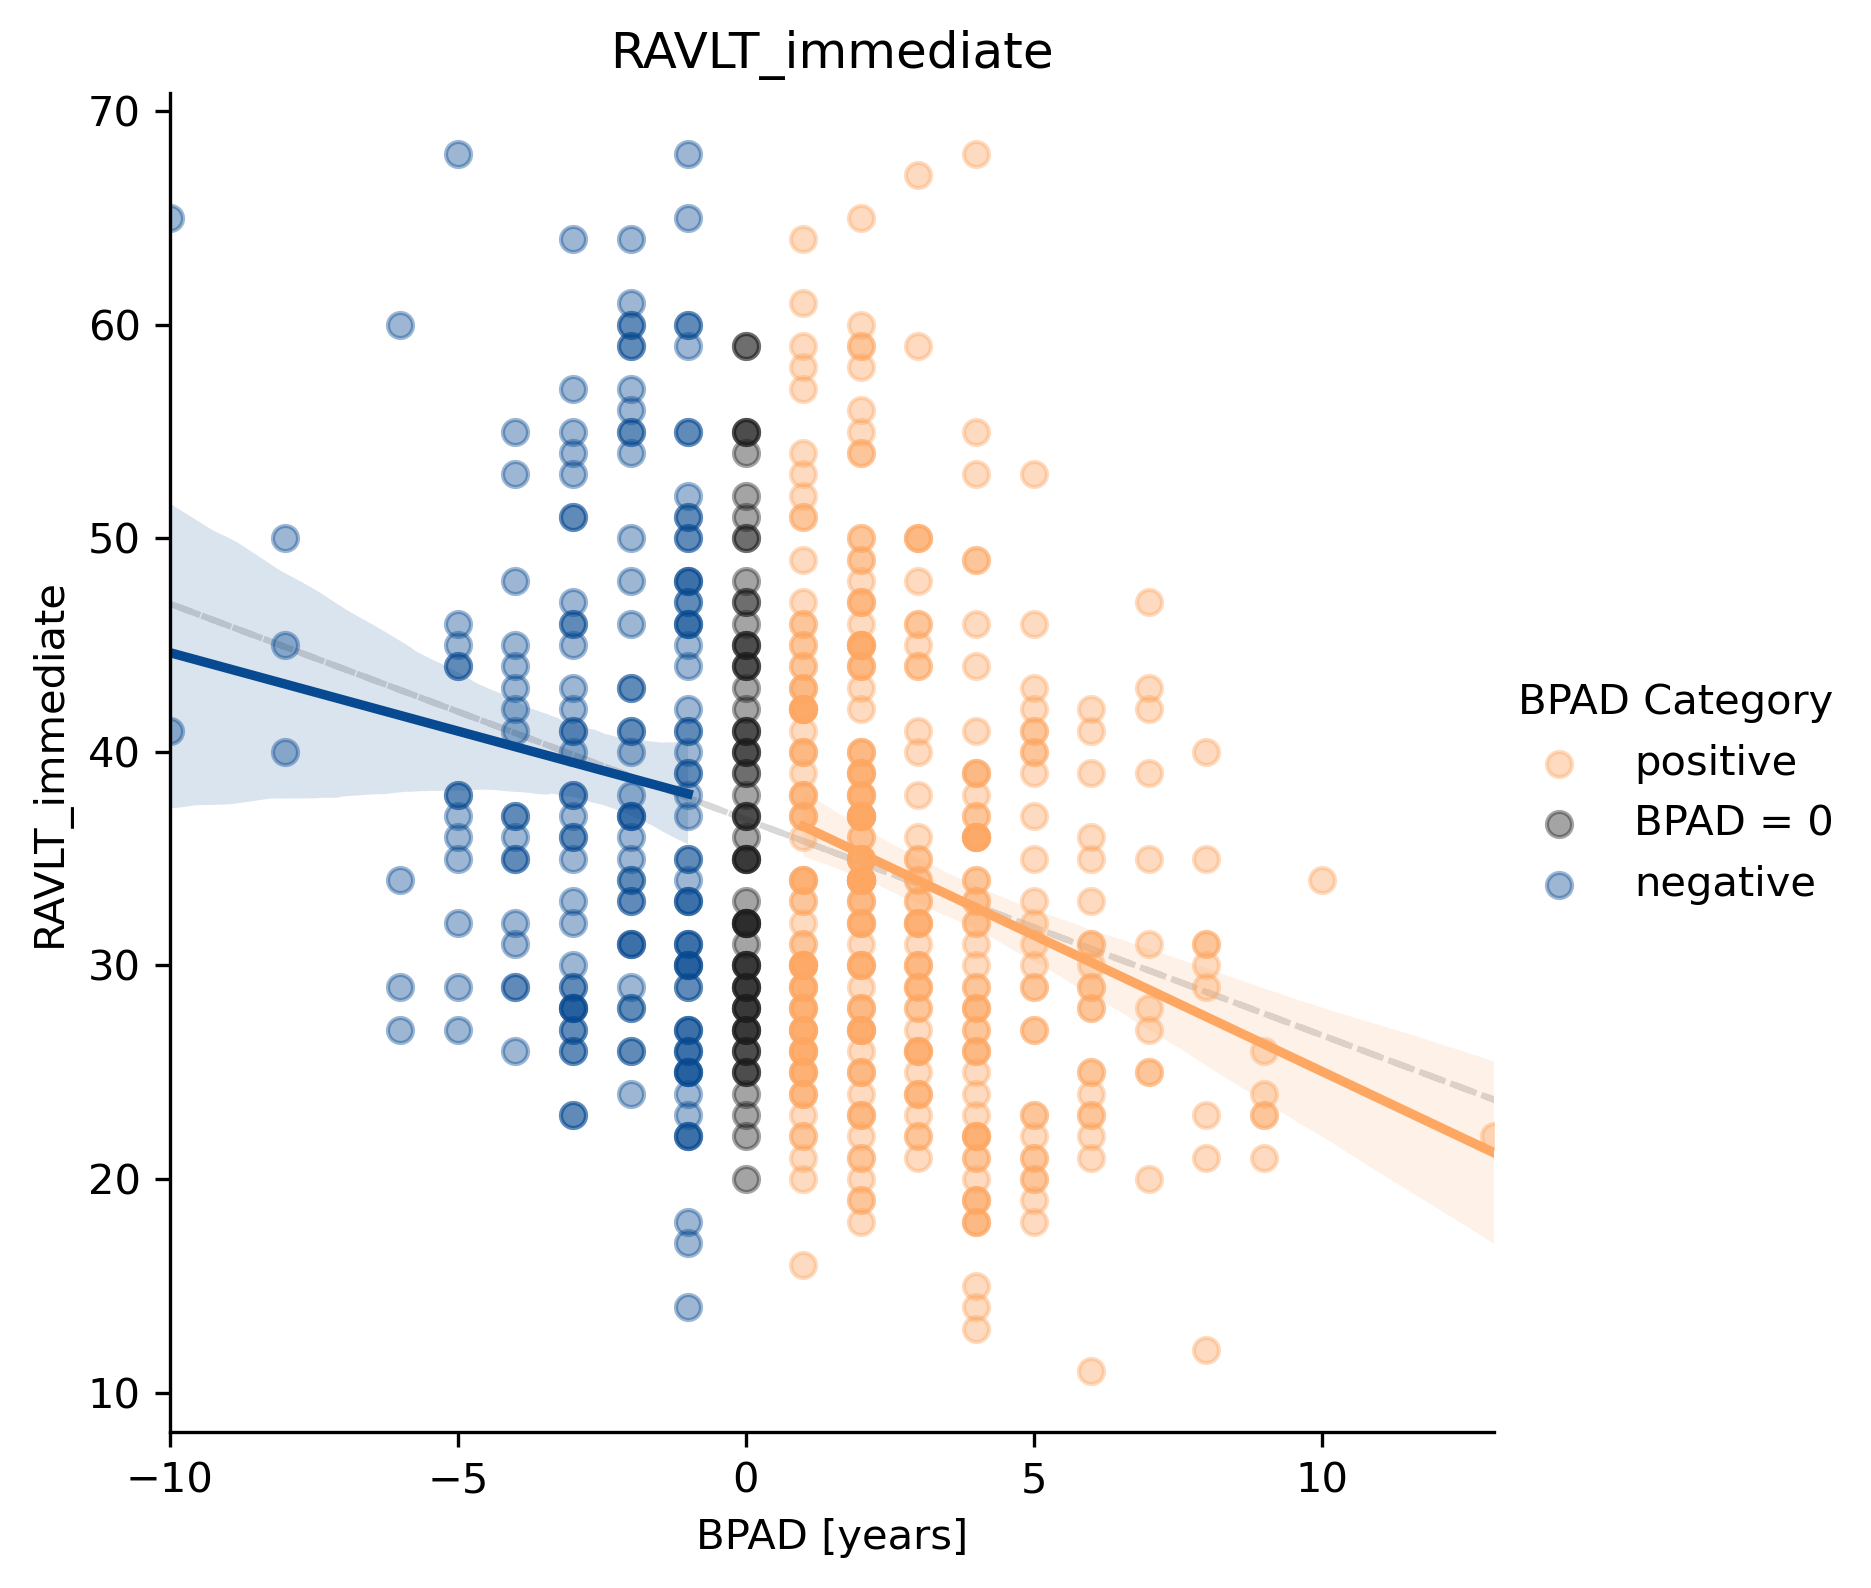 RAVLT_immediate
70
60
50
40
30
20
10
RAVLT_immediate
−10
−5
0
5
10
BPAD [years]
BPAD Category
positive
BPAD = 0
negative